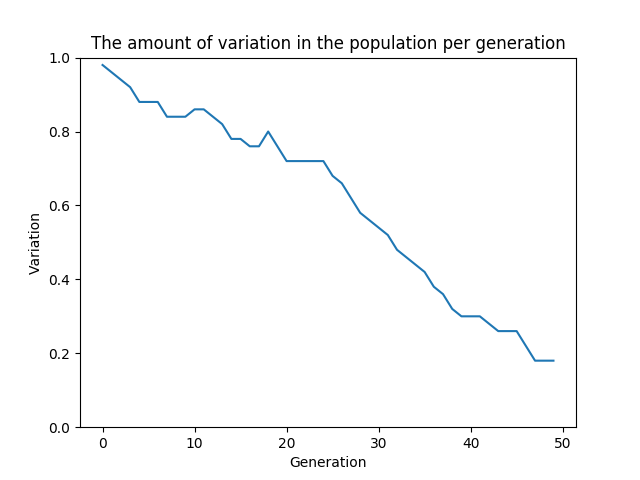 The amount of variation in the population per generation
1.0
0.8
0.6
0.4
0.2
0.0
Variation
0 10 20 30 40 50
Generation